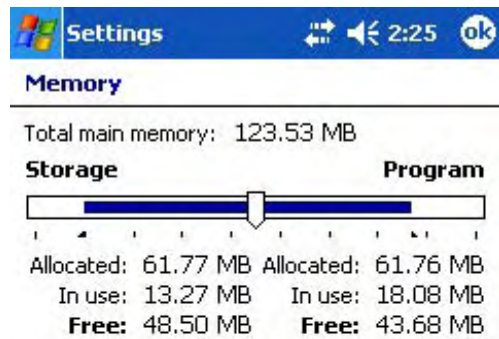 Settings 2:25 ok
Memory
Total main memory: 123.53 MB
Storage Program
Allocated: 61.77 MB Allocated: 61.76 MB
In use: 13.27 MB In use: 18.08 MB
Free: 48.50 MB Free: 43.68 MB